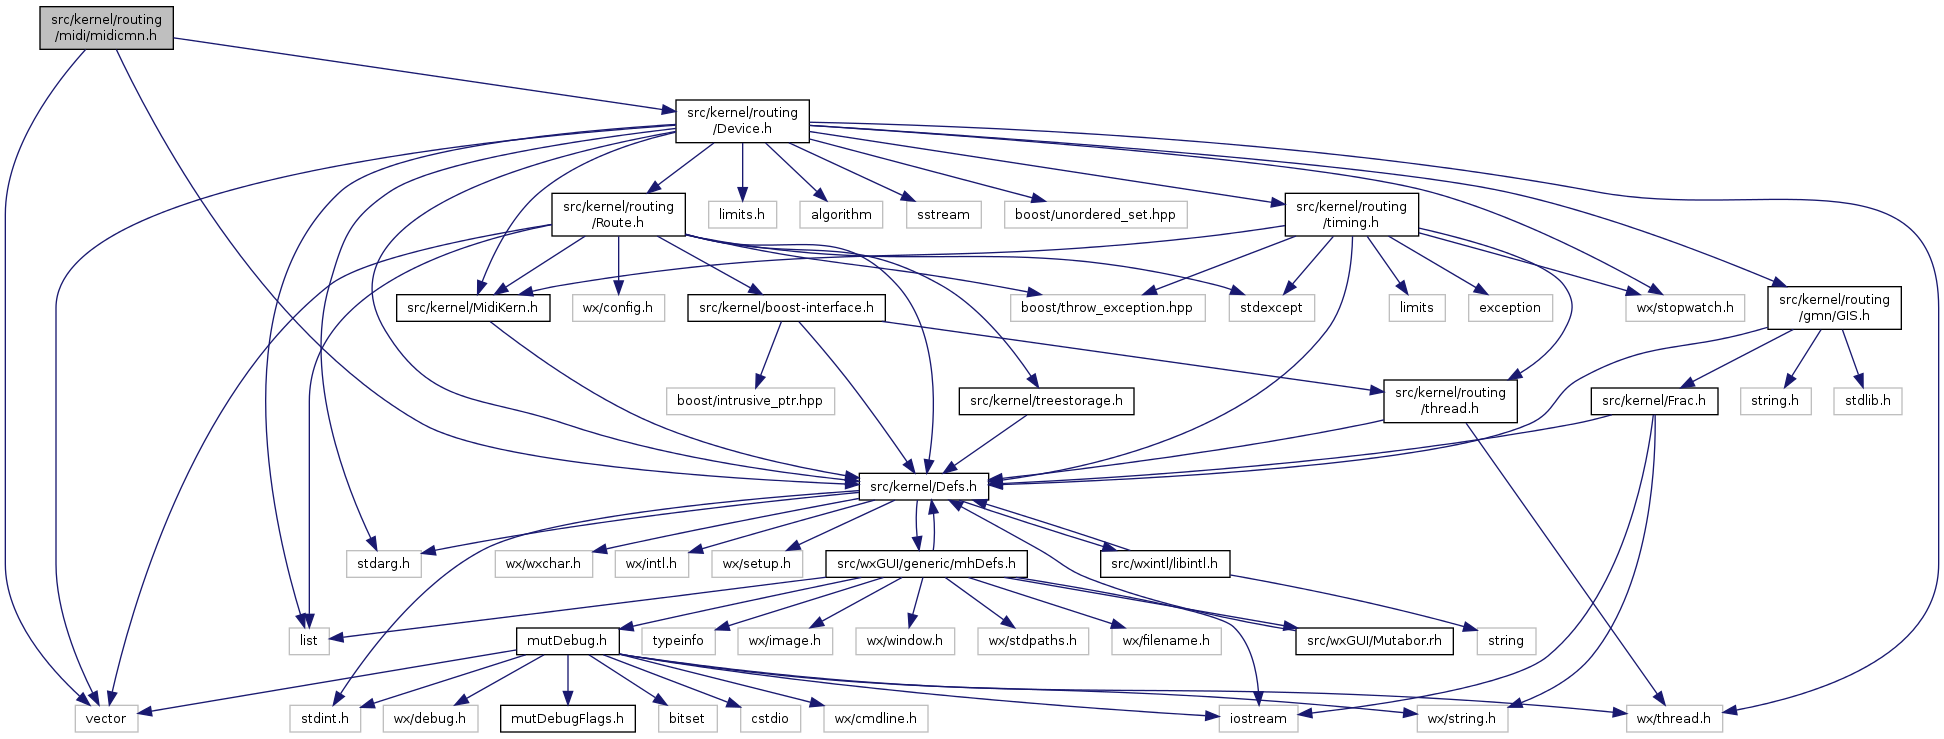 src/kernel/routing
/midi/midicmn.h
src/kernel/routing
/Device.h
src/kernel/routing
/Route.h
limits.h
algorithm
sstream
boost/unordered_set.hpp
src/kernel/routing
/timing.h
src/kernel/MidiKern.h
wx/config.h
src/kernel/boost-interface.h
boost/throw_exception.hpp
stdexcept
limits
exception
wx/stopwatch.h
src/kernel/routing
/gmn/GIS.h
boost/intrusive_ptr.hpp
src/kernel/treestorage.h
src/kernel/routing
/thread.h
src/kernel/Frac.h
string.h
stdlib.h
src/kernel/Defs.h
stdarg.h
wx/wxchar.h
wx/intl.h
wx/setup.h
src/wxGUI/generic/mhDefs.h
src/wxintl/libintl.h
list
mutDebug.h
typeinfo
wx/image.h
wx/window.h
wx/stdpaths.h
wx/filename.h
src/wxGUI/Mutabor.rh
string
vector
stdint.h
wx/debug.h
mutDebugFlags.h
bitset
cstdio
wx/cmdline.h
iostream
wx/string.h
wx/thread.h